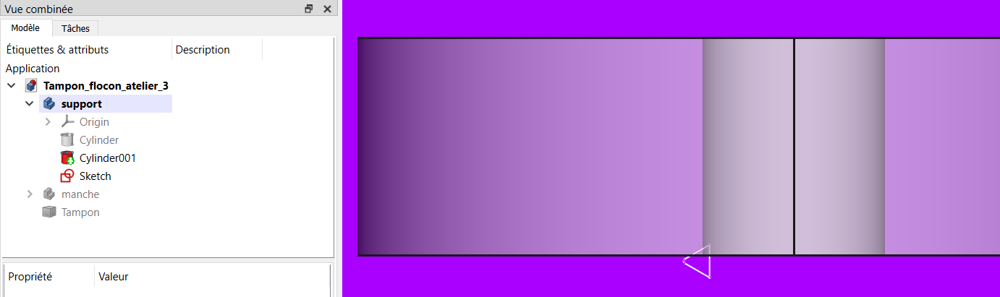 Vue combinée
Modèle Tâches
Étiquettes & attributs Description
Application
Tampon_flocon_atelier_3
support
Origin
Cylinder
Cylinder001
Sketch
manche
Tampon
Propriété Valeur